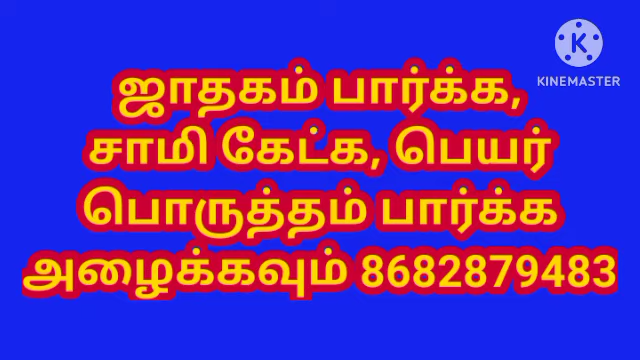 KINEMASTER
ஜாதகம் பார்க்க,
சாமி கேட்க, பெயர்
பொருத்தம் பார்க்க
அழைக்கவும் 8682879483